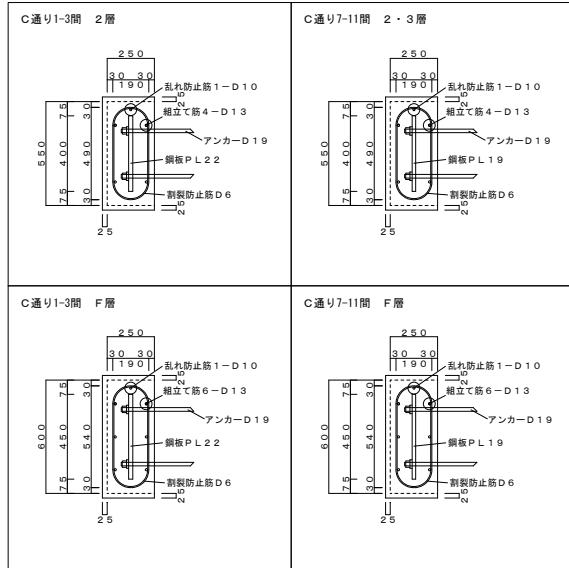 C通り1-3間 2層
250
30 30
190
25
乱れ防止筋1-D10
組立て筋4-D13
アンカーD19
鋼板PL22
割裂防止筋D6
550
75
400
75
30
490
30
25
25
C通り7-11間 2・3層
250
30 30
190
25
乱れ防止筋1-D10
組立て筋4-D13
アンカーD19
鋼板PL19
割裂防止筋D6
550
75
400
75
30
490
30
25
25
C通り1-3間 F層
250
30 30
190
25
乱れ防止筋1-D10
組立て筋6-D13
アンカーD19
鋼板PL22
割裂防止筋D6
600
75
450
75
30
540
30
25
25
C通り7-11間 F層
250
30 30
190
25
乱れ防止筋1-D10
組立て筋6-D13
アンカーD19
鋼板PL19
割裂防止筋D6
600
75
450
75
30
540
30
25
25